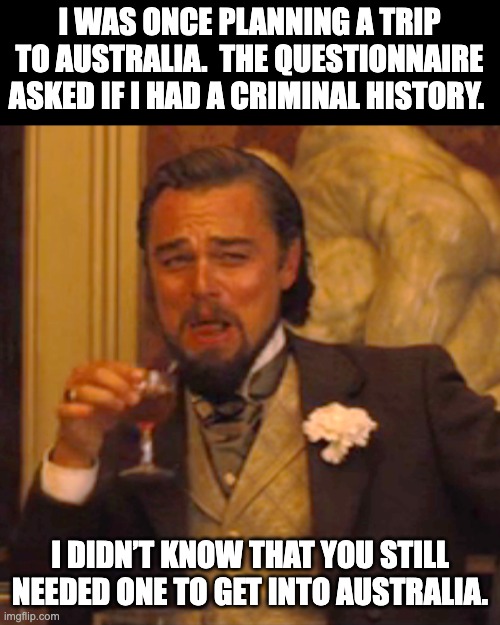 I WAS ONCE PLANNING A TRIP
TO AUSTRALIA.  THE QUESTIONNAIRE
ASKED IF I HAD A CRIMINAL HISTORY.
I DIDN'T KNOW THAT YOU STILL
NEEDED ONE TO GET INTO AUSTRALIA.
imgflip.com